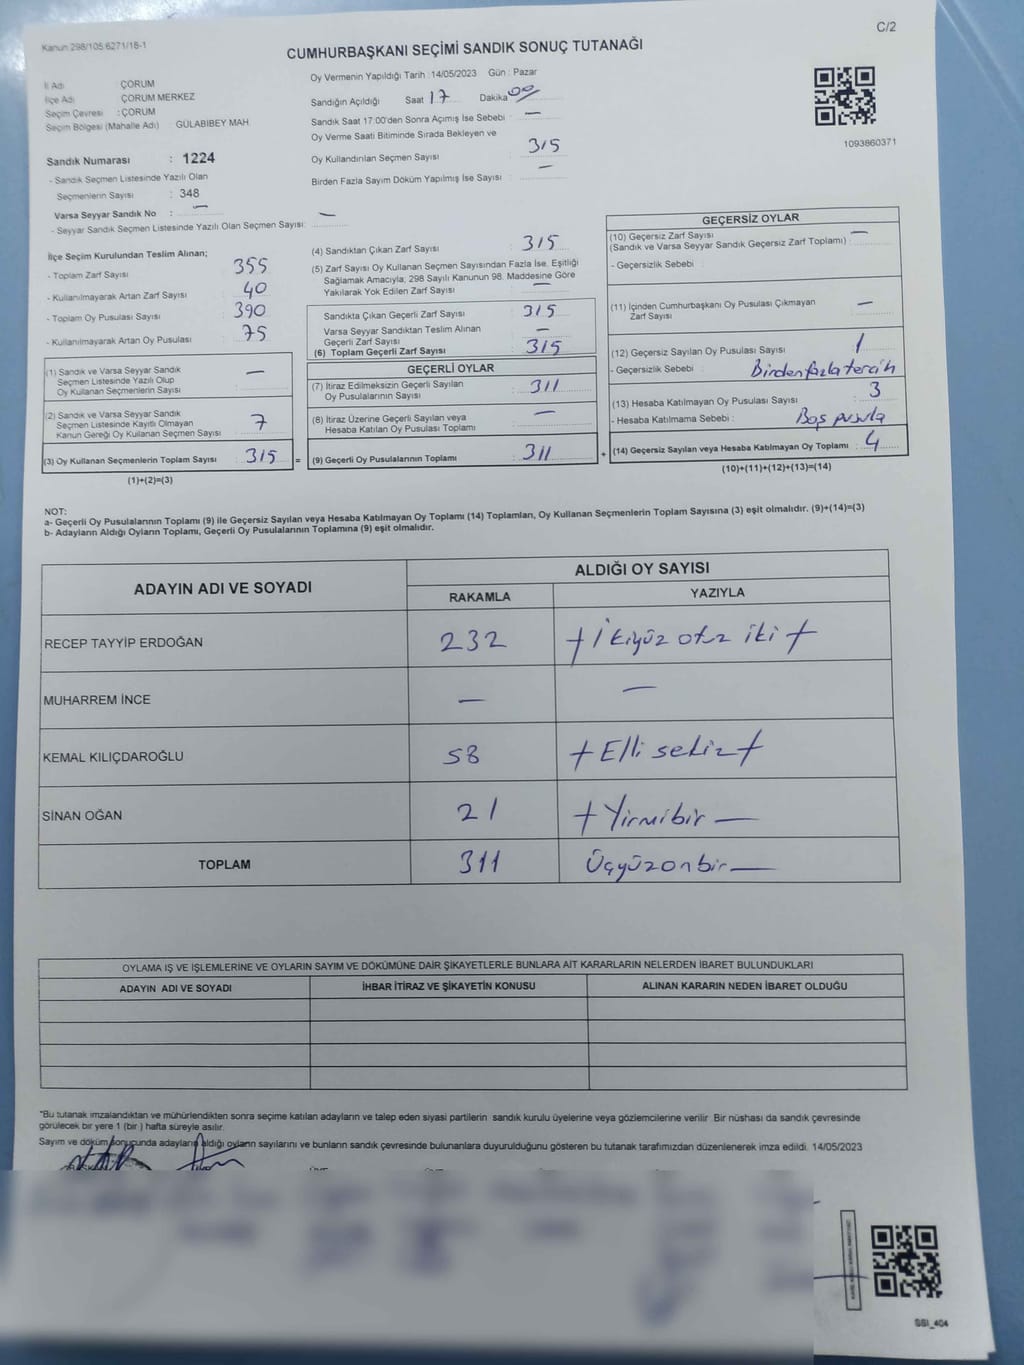 Kanun 298/105.6271/18-1
C/2
CUMHURBAŞKANI SEÇİMİ SANDIK SONUÇ TUTANAĞI
İl Adı : ÇORUM
İlçe Adı : ÇORUM MERKEZ
Seçim Çevresi : ÇORUM
Seçim Bölgesi (Mahalle Adı) : GÜLABİBEY MAH.
Sandık Numarası : 1224
- Sandık Seçmen Listesinde Yazılı Olan
Seçmenlerin Sayısı : 348
Varsa Seyyar Sandık No : —
- Seyyar Sandık Seçmen Listesinde Yazılı Olan Seçmen Sayısı: —
Oy Vermenin Yapıldığı Tarih :14/05/2023 Gün : Pazar
Sandığın Açıldığı Saat 17 Dakika 00
Sandık Saat 17:00'den Sonra Açımış İse Sebebi : —
Oy Verme Saati Bitiminde Sırada Bekleyen ve
Oy Kullandırılan Seçmen Sayısı : 315
Birden Fazla Sayım Döküm Yapılmış İse Sayısı : —
1093860371
İlçe Seçim Kurulundan Teslim Alınan;
- Toplam Zarf Sayısı : 355
- Kullanılmayarak Artan Zarf Sayısı : 40
- Toplam Oy Pusulası Sayısı : 390
- Kullanılmayarak Artan Oy Pusulası : 75
(1) Sandık ve Varsa Seyyar Sandık
Seçmen Listesinde Yazılı Olup
Oy Kullanan Seçmenlerin Sayısı : —
(2) Sandık ve Varsa Seyyar Sandık
Seçmen Listesinde Kayıtlı Olmayan
Kanun Gereği Oy Kullanan Seçmen Sayısı : 7
(3) Oy Kullanan Seçmenlerin Toplam Sayısı : 315 =
(1)+(2)=(3)
(4) Sandıktan Çıkan Zarf Sayısı : 315
(5) Zarf Sayısı Oy Kullanan Seçmen Sayısından Fazla İse, Eşitliği
Sağlamak Amacıyla, 298 Sayılı Kanunun 98. Maddesine Göre
Yakılarak Yok Edilen Zarf Sayısı : —
Sandıkta Çıkan Geçerli Zarf Sayısı : 315
Varsa Seyyar Sandıktan Teslim Alınan
Geçerli Zarf Sayısı : —
(6) Toplam Geçerli Zarf Sayısı : 315
GEÇERLİ OYLAR
(7) İtiraz Edilmeksizin Geçerli Sayılan
Oy Pusulalarının Sayısı : 311
(8) İtiraz Üzerine Geçerli Sayılan veya
Hesaba Katılan Oy Pusulası Toplamı : —
(9) Geçerli Oy Pusulalarının Toplamı : 311 +
GEÇERSİZ OYLAR
(10) Geçersiz Zarf Sayısı
(Sandık ve Varsa Seyyar Sandık Geçersiz Zarf Toplamı) : —
- Geçersizlik Sebebi :
(11) İçinden Cumhurbaşkanı Oy Pusulası Çıkmayan
Zarf Sayısı : —
(12) Geçersiz Sayılan Oy Pusulası Sayısı : 1
- Geçersizlik Sebebi : Birden fazla tercih
(13) Hesaba Katılmayan Oy Pusulası Sayısı : 3
- Hesaba Katılmama Sebebi : Boş pusula
(14) Geçersiz Sayılan veya Hesaba Katılmayan Oy Toplamı : 4
(10)+(11)+(12)+(13)=(14)
NOT:
a- Geçerli Oy Pusulalarının Toplamı (9) ile Geçersiz Sayılan veya Hesaba Katılmayan Oy Toplamı (14) Toplamları, Oy Kullanan Seçmenlerin Toplam Sayısına (3) eşit olmalıdır. (9)+(14)=(3)
b- Adayların Aldığı Oyların Toplamı, Geçerli Oy Pusulalarının Toplamına (9) eşit olmalıdır.
ADAYIN ADI VE SOYADI
ALDIĞI OY SAYISI
RAKAMLA YAZIYLA
RECEP TAYYİP ERDOĞAN 232 + İkiyüz otuz iki +
MUHARREM İNCE — —
KEMAL KILIÇDAROĞLU 58 + Elli sekiz +
SİNAN OĞAN 21 + Yirmibir —
TOPLAM 311 Üçyüzonbir —
OYLAMA İŞ VE İŞLEMLERİNE VE OYLARIN SAYIM VE DÖKÜMÜNE DAİR ŞİKAYETLERLE BUNLARA AİT KARARLARIN NELERDEN İBARET BULUNDUKLARI
ADAYIN ADI VE SOYADI İHBAR İTİRAZ VE ŞİKAYETİN KONUSU ALINAN KARARIN NEDEN İBARET OLDUĞU
"Bu tutanak imzalandıktan ve mühürlendikten sonra seçime katılan adayların ve talep eden siyasi partilerin sandık kurulu üyelerine veya gözlemcilerine verilir. Bir nüshası da sandık çevresinde
görülecek bir yere 1 (bir ) hafta süreyle asılır.
Sayım ve döküm sonucunda adayların aldığı oyların sayılarını ve bunların sandık çevresinde bulunanlara duyurulduğunu gösteren bu tutanak tarafımızdan düzenlenerek imza edildi. 14/05/2023
SSI_404